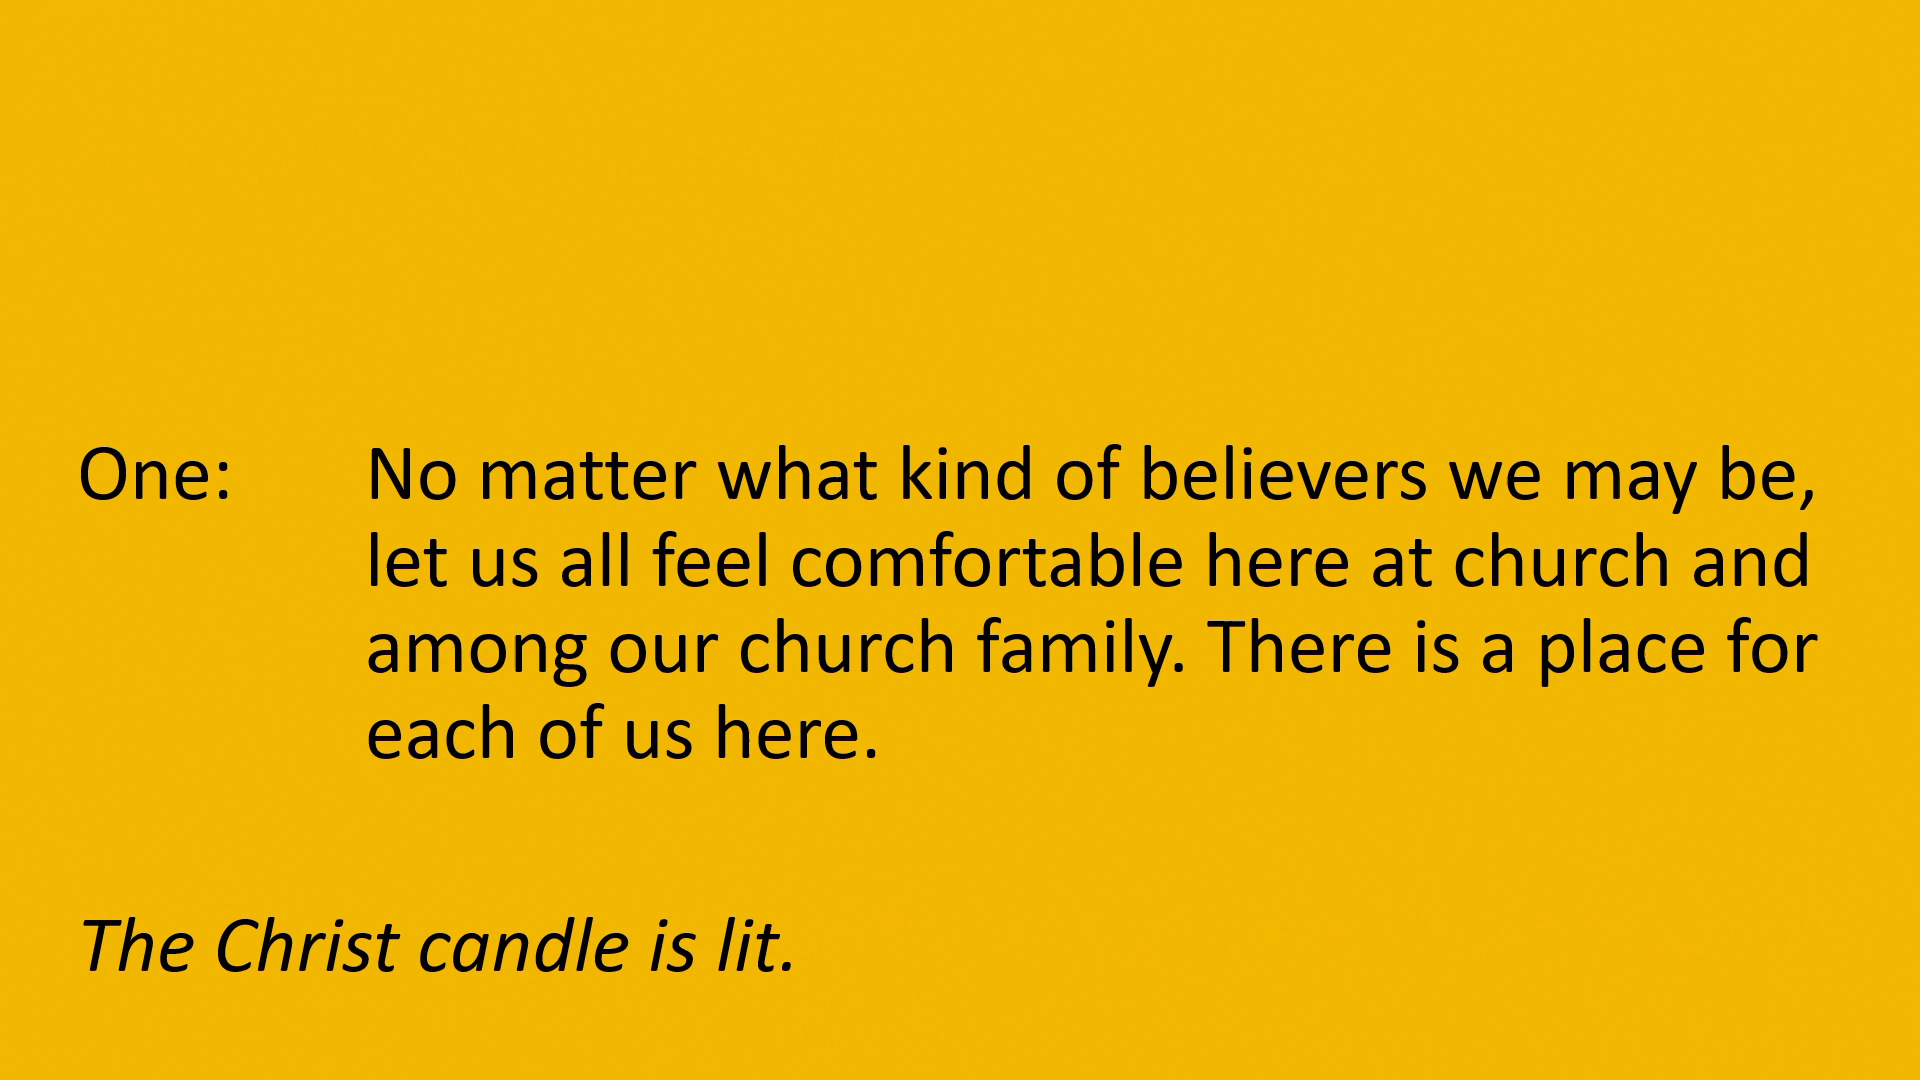 One: No matter what kind of believers we may be,
let us all feel comfortable here at church and
among our church family. There is a place for
each of us here.
The Christ candle is lit.